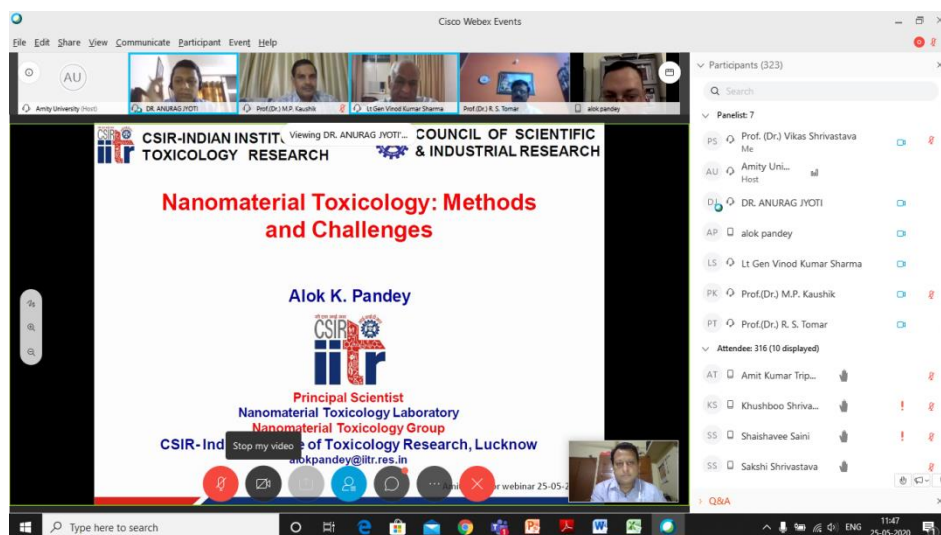 Cisco Webex Events
File Edit Share View Communicate Participant Event Help
AU
Amity University (Host)
DR. ANURAG JYOTI
Prof.(Dr.) M.P. Kaushik
Lt Gen Vinod Kumar Sharma
Prof.(Dr.) R. S. Tomar
alok pandey
Viewing DR. ANURAG JYOTI'...
CSIR
iitr
CSIR-INDIAN INSTIT
TOXICOLOGY RESEARCH
COUNCIL OF SCIENTIFIC
& INDUSTRIAL RESEARCH
Nanomaterial Toxicology: Methods
and Challenges
Alok K. Pandey
CSIR
iitr
Principal Scientist
Nanomaterial Toxicology Laboratory
Nanomaterial Toxicology Group
CSIR- Ind e of Toxicology Research, Lucknow
Stop my video
alokpandey@iitr.res.in
r webinar 25-05-2
Participants (323)
Search
Panelist: 7
PS Prof. (Dr.) Vikas Shrivastava
Me
AU Amity Uni...
Host
DJ DR. ANURAG JYOTI
AP alok pandey
LS Lt Gen Vinod Kumar Sharma
PK Prof.(Dr.) M.P. Kaushik
PT Prof.(Dr.) R. S. Tomar
Attendee: 316 (10 displayed)
AT Amit Kumar Trip...
KS Khushboo Shriva...
SS Shaishavee Saini
SS Sakshi Shrivastava
Q&A
Type here to search
ENG
11:47
25-05-2020